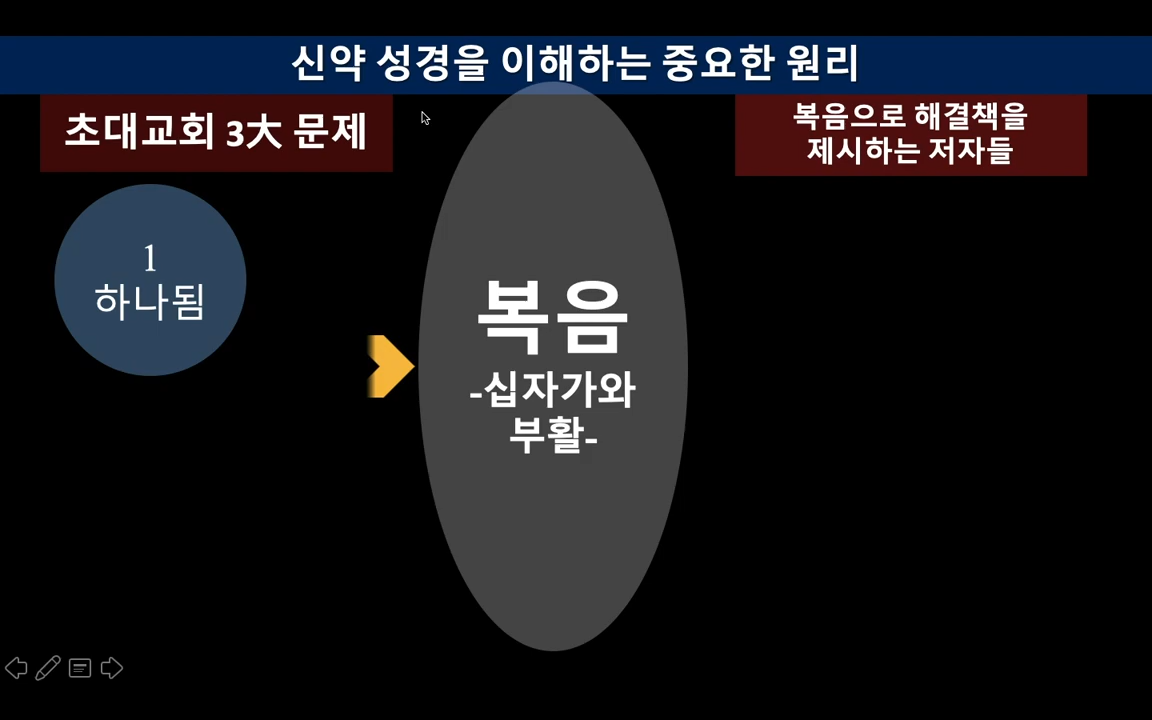 신약 성경을 이해하는 중요한 원리
초대교회 3大 문제
복음으로 해결책을
제시하는 저자들
1
하나됨
복음
-십자가와
부활-